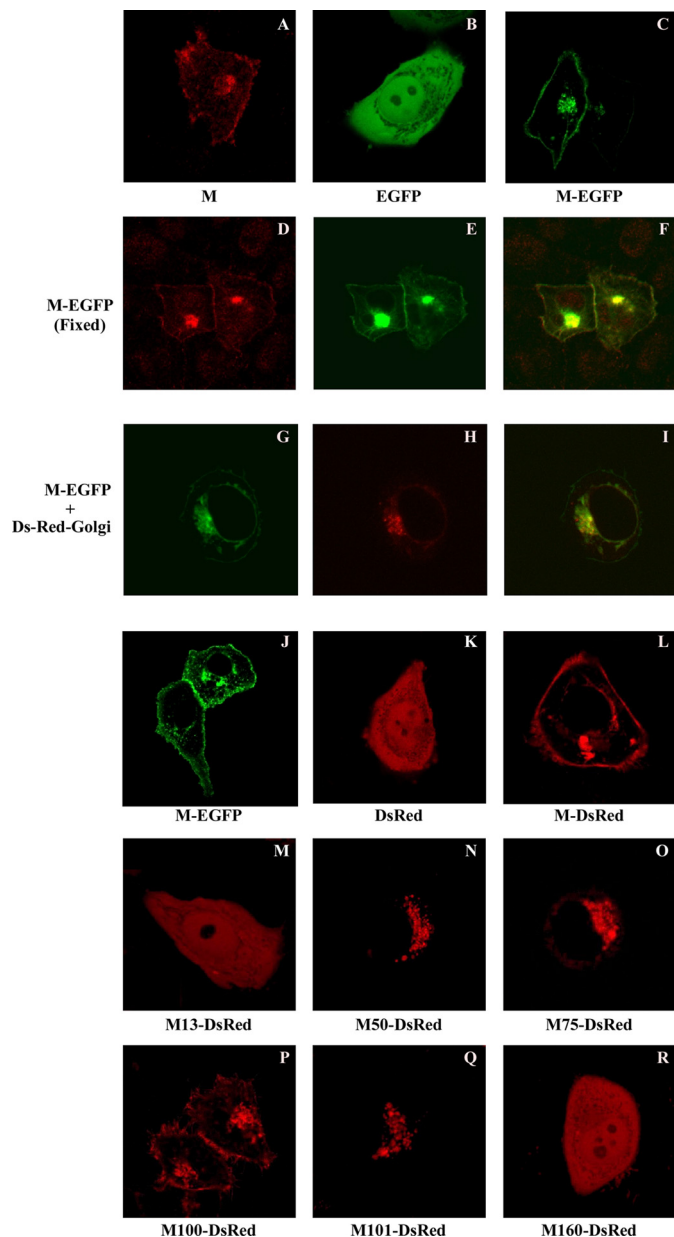 A B C
M EGFP M-EGFP
D E F
M-EGFP
(Fixed)
G H I
M-EGFP
+
Ds-Red-Golgi
J K L
M-EGFP DsRed M-DsRed
M N O
M13-DsRed M50-DsRed M75-DsRed
P Q R
M100-DsRed M101-DsRed M160-DsRed